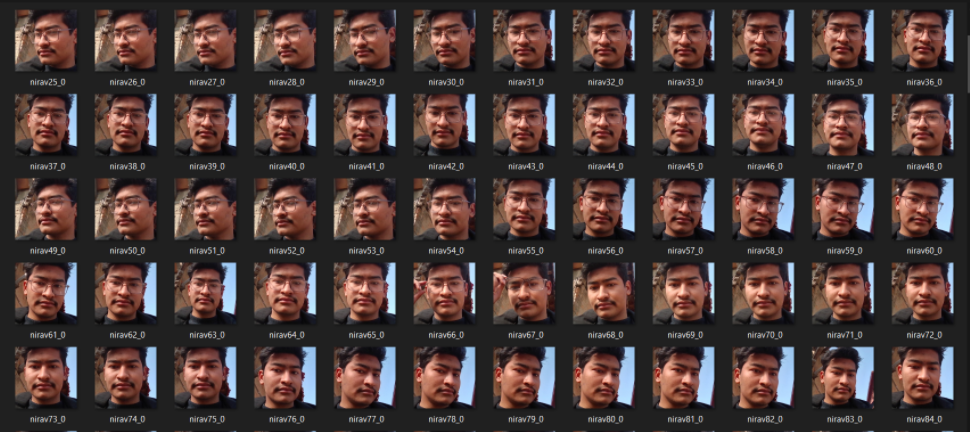 nirav25_0 nirav26_0 nirav27_0 nirav28_0 nirav29_0 nirav30_0 nirav31_0 nirav32_0 nirav33_0 nirav34_0 nirav35_0 nirav36_0
nirav37_0 nirav38_0 nirav39_0 nirav40_0 nirav41_0 nirav42_0 nirav43_0 nirav44_0 nirav45_0 nirav46_0 nirav47_0 nirav48_0
nirav49_0 nirav50_0 nirav51_0 nirav52_0 nirav53_0 nirav54_0 nirav55_0 nirav56_0 nirav57_0 nirav58_0 nirav59_0 nirav60_0
nirav61_0 nirav62_0 nirav63_0 nirav64_0 nirav65_0 nirav66_0 nirav67_0 nirav68_0 nirav69_0 nirav70_0 nirav71_0 nirav72_0
nirav73_0 nirav74_0 nirav75_0 nirav76_0 nirav77_0 nirav78_0 nirav79_0 nirav80_0 nirav81_0 nirav82_0 nirav83_0 nirav84_0